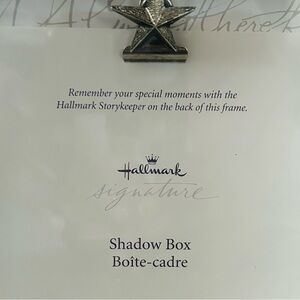 Remember your special moments with the
Hallmark Storykeeper on the back of this frame.
Hallmark
signature
Shadow Box
Boîte-cadre